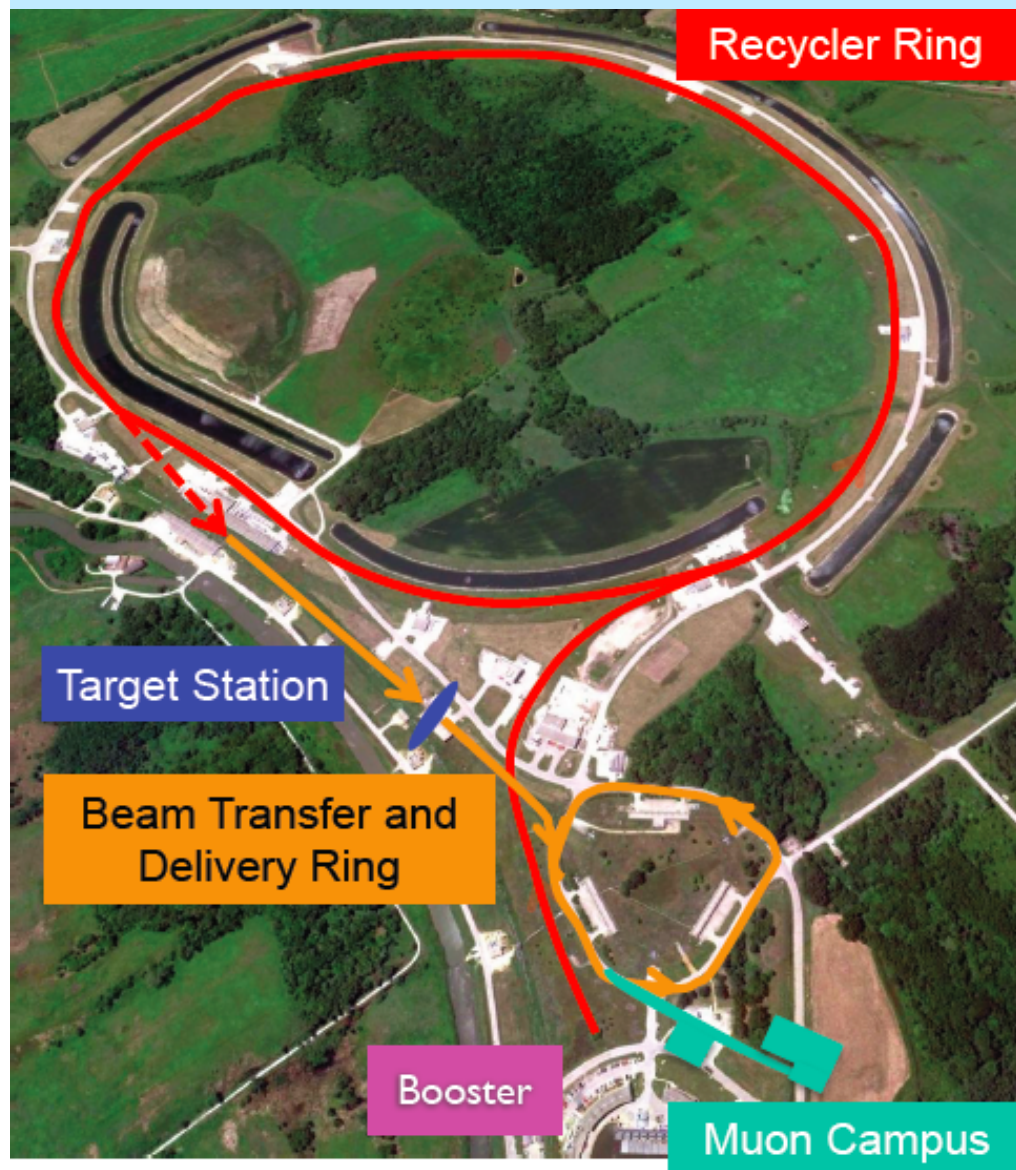 Recycler Ring
Target Station
Beam Transfer and
Delivery Ring
Booster
Muon Campus